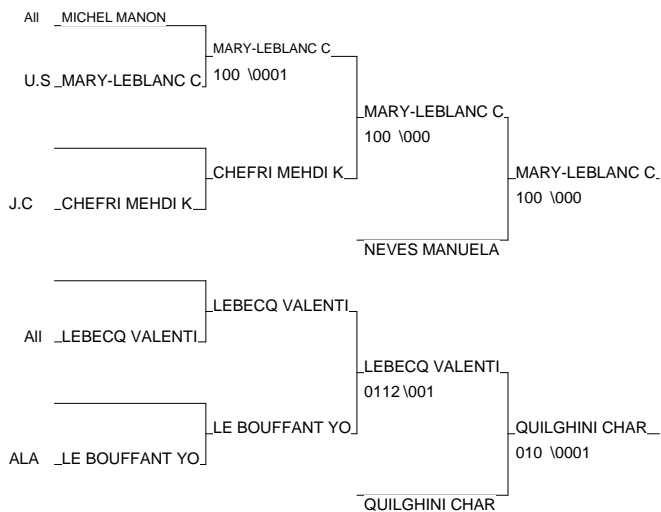 All MICHEL MANON
MARY-LEBLANC C
U.S MARY-LEBLANC C
100 \0001
MARY-LEBLANC C
100 \000
CHEFRI MEHDI K
MARY-LEBLANC C
J.C CHEFRI MEHDI K
100 \000
NEVES MANUELA
LEBECQ VALENTI
All LEBECQ VALENTI
LEBECQ VALENTI
0112 \001
LE BOUFFANT YO
QUILGHINI CHAR
ALA LE BOUFFANT YO
010 \0001
QUILGHINI CHAR